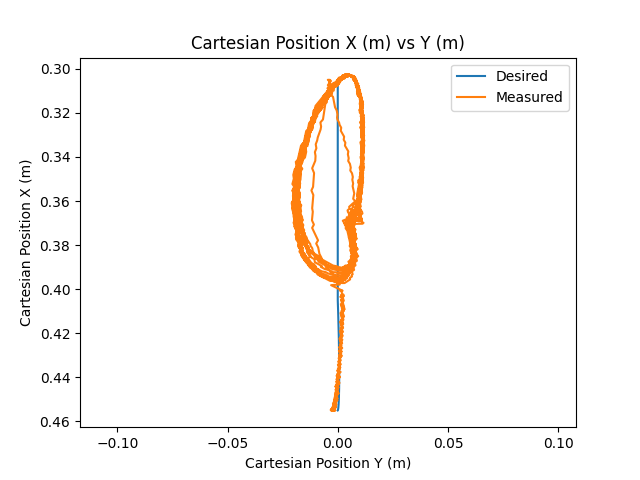 Cartesian Position X (m) vs Y (m)
Desired
Measured
0.30
0.32
0.34
0.36
0.38
0.40
0.42
0.44
0.46
Cartesian Position X (m)
−0.10
−0.05
0.00
0.05
0.10
Cartesian Position Y (m)